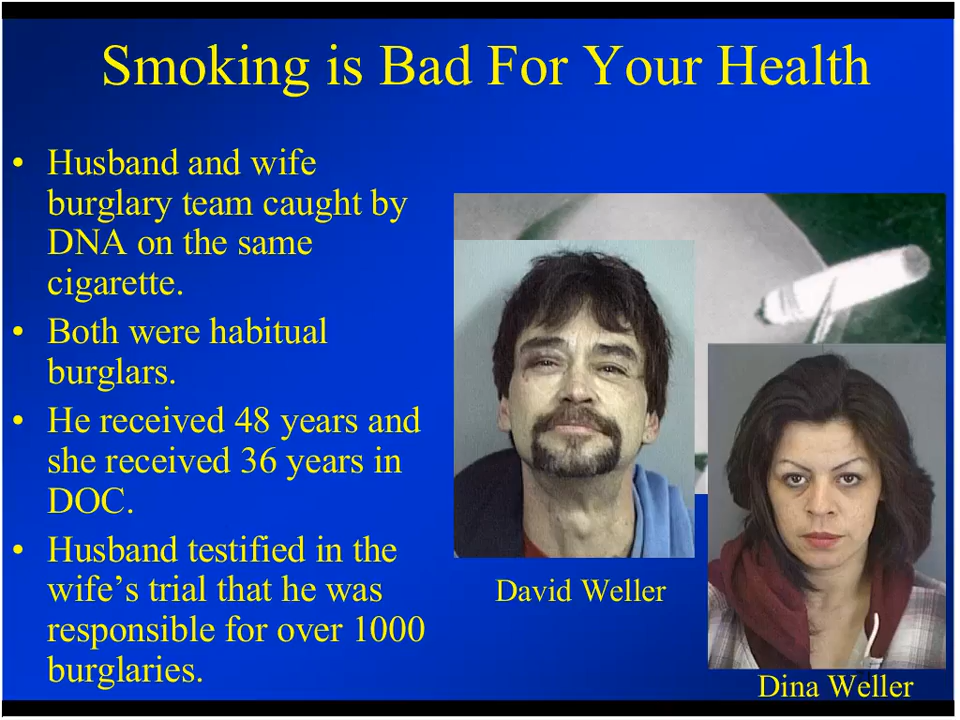 Smoking is Bad For Your Health
• Husband and wife
burglary team caught by
DNA on the same
cigarette.
• Both were habitual
burglars.
• He received 48 years and
she received 36 years in
DOC.
• Husband testified in the
wife’s trial that he was
responsible for over 1000
burglaries.
David Weller
Dina Weller